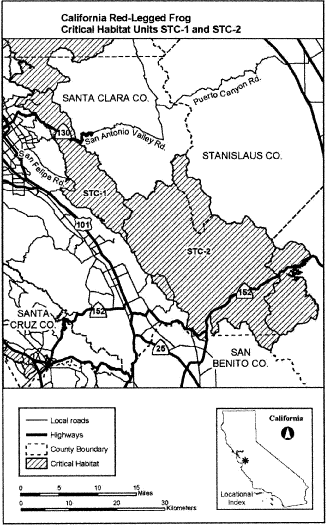 California Red-Legged Frog
Critical Habitat Units STC-1 and STC-2
SANTA CLARA CO.
Puerto Canyon Rd.
130
San Antonio Valley Rd.
STANISLAUS CO.
San Felipe Rd.
STC-1
101
STC-2
152
SANTA
CRUZ CO.
152
25
SAN
BENITO CO.
Local roads
Highways
County Boundary
Critical Habitat
0 5 10 15
Miles
0 10 20 30
Kilometers
California
Locational
Index